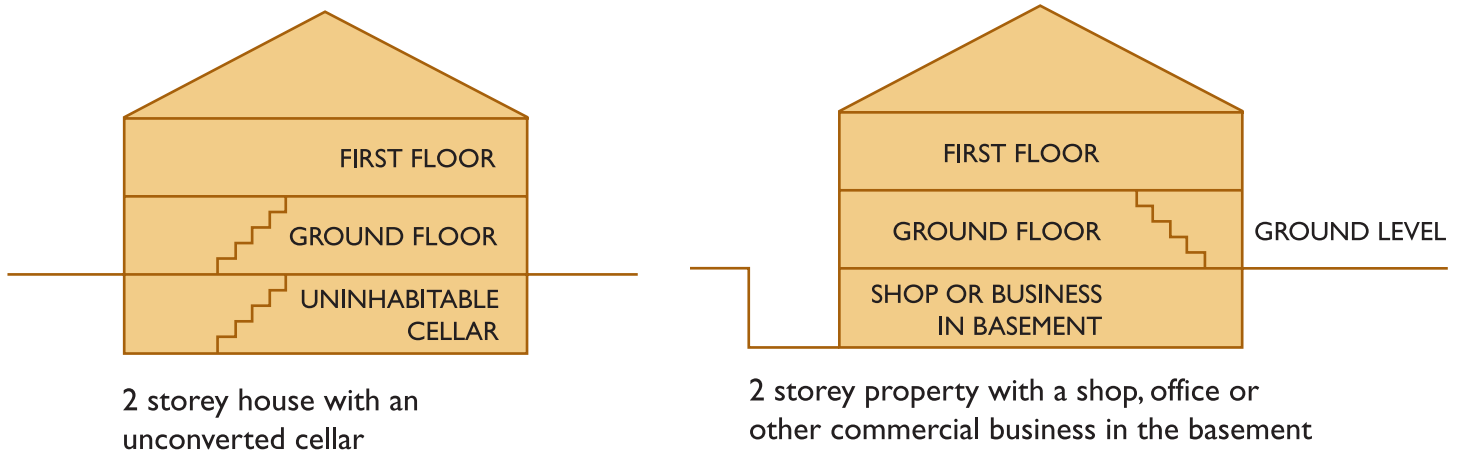 FIRST FLOOR
GROUND FLOOR
UNINHABITABLE
CELLAR
2 storey house with an
unconverted cellar
FIRST FLOOR
GROUND FLOOR
GROUND LEVEL
SHOP OR BUSINESS
IN BASEMENT
2 storey property with a shop, office or
other commercial business in the basement